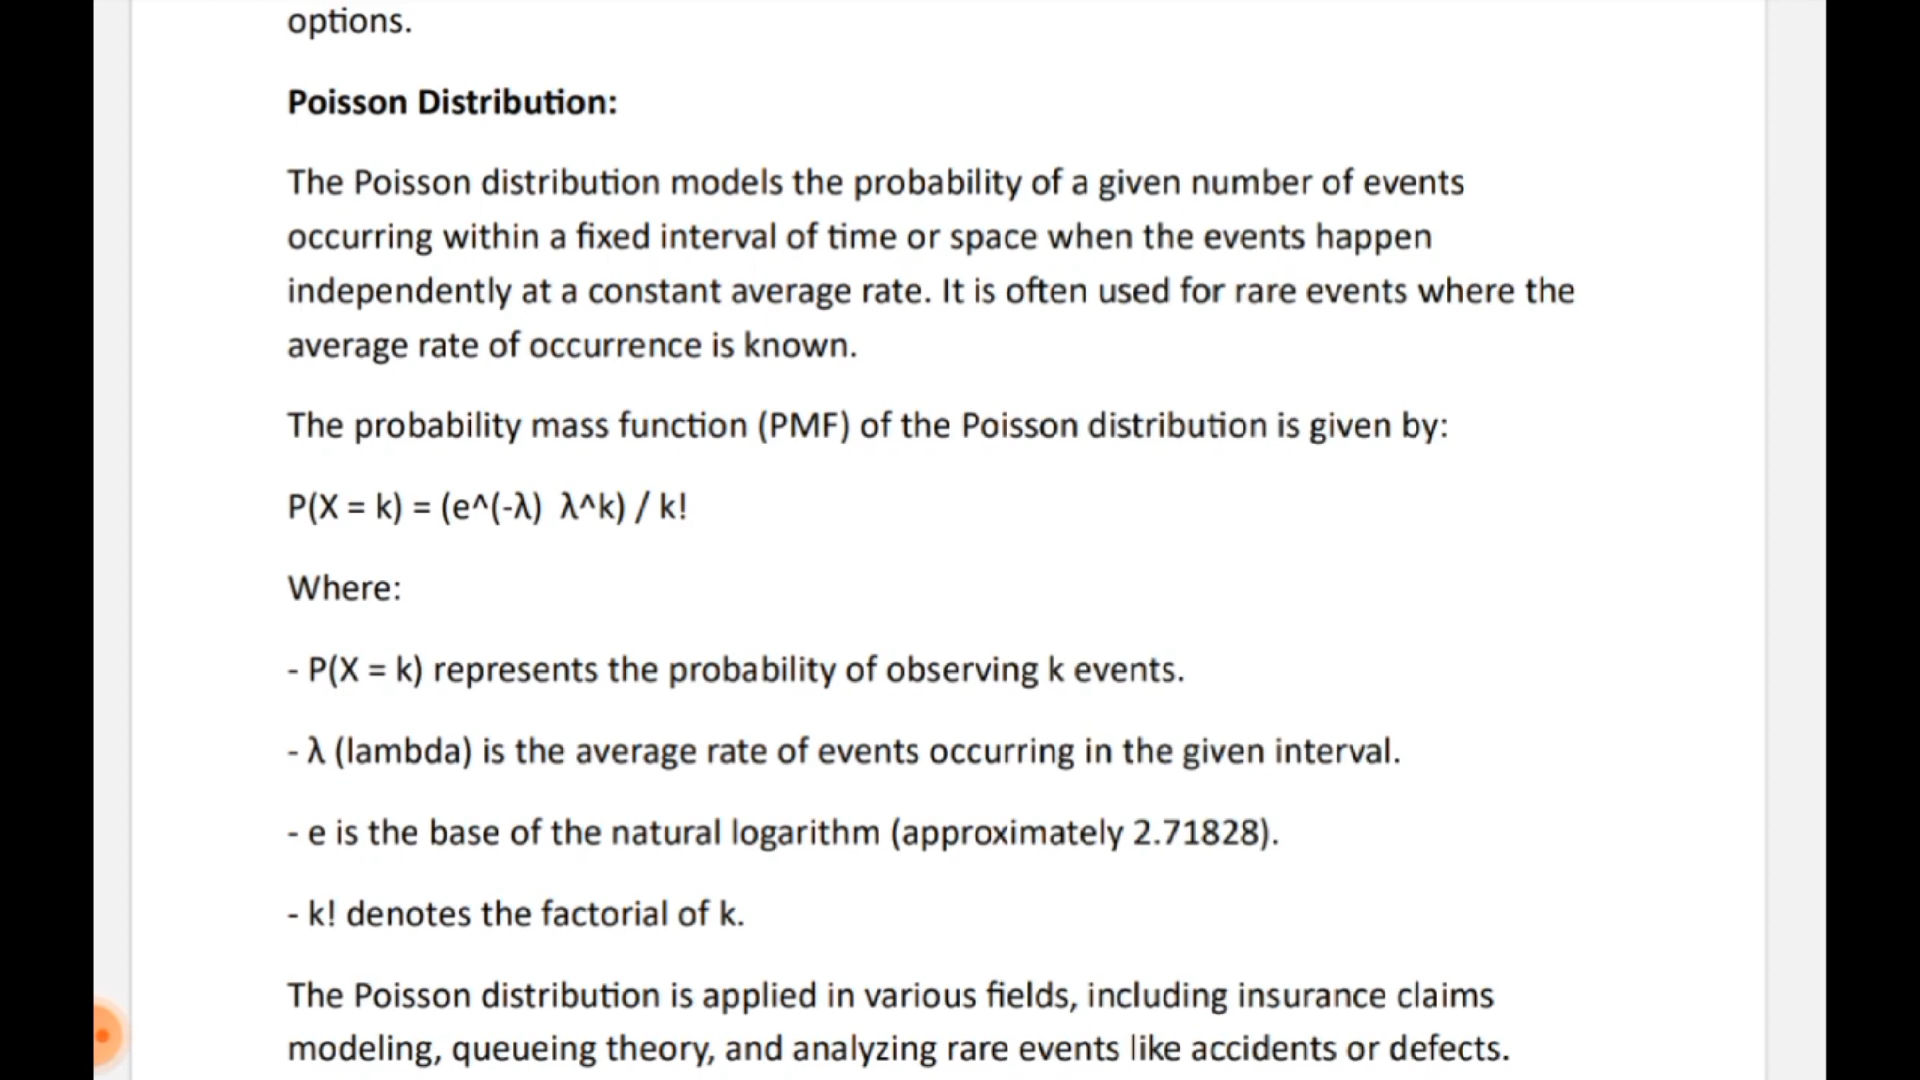 options.
Poisson Distribution:
The Poisson distribution models the probability of a given number of events
occurring within a fixed interval of time or space when the events happen
independently at a constant average rate. It is often used for rare events where the
average rate of occurrence is known.
The probability mass function (PMF) of the Poisson distribution is given by:
P(X = k) = (e^(-λ)  λ^k) / k!
Where:
- P(X = k) represents the probability of observing k events.
- λ (lambda) is the average rate of events occurring in the given interval.
- e is the base of the natural logarithm (approximately 2.71828).
- k! denotes the factorial of k.
The Poisson distribution is applied in various fields, including insurance claims
modeling, queueing theory, and analyzing rare events like accidents or defects.